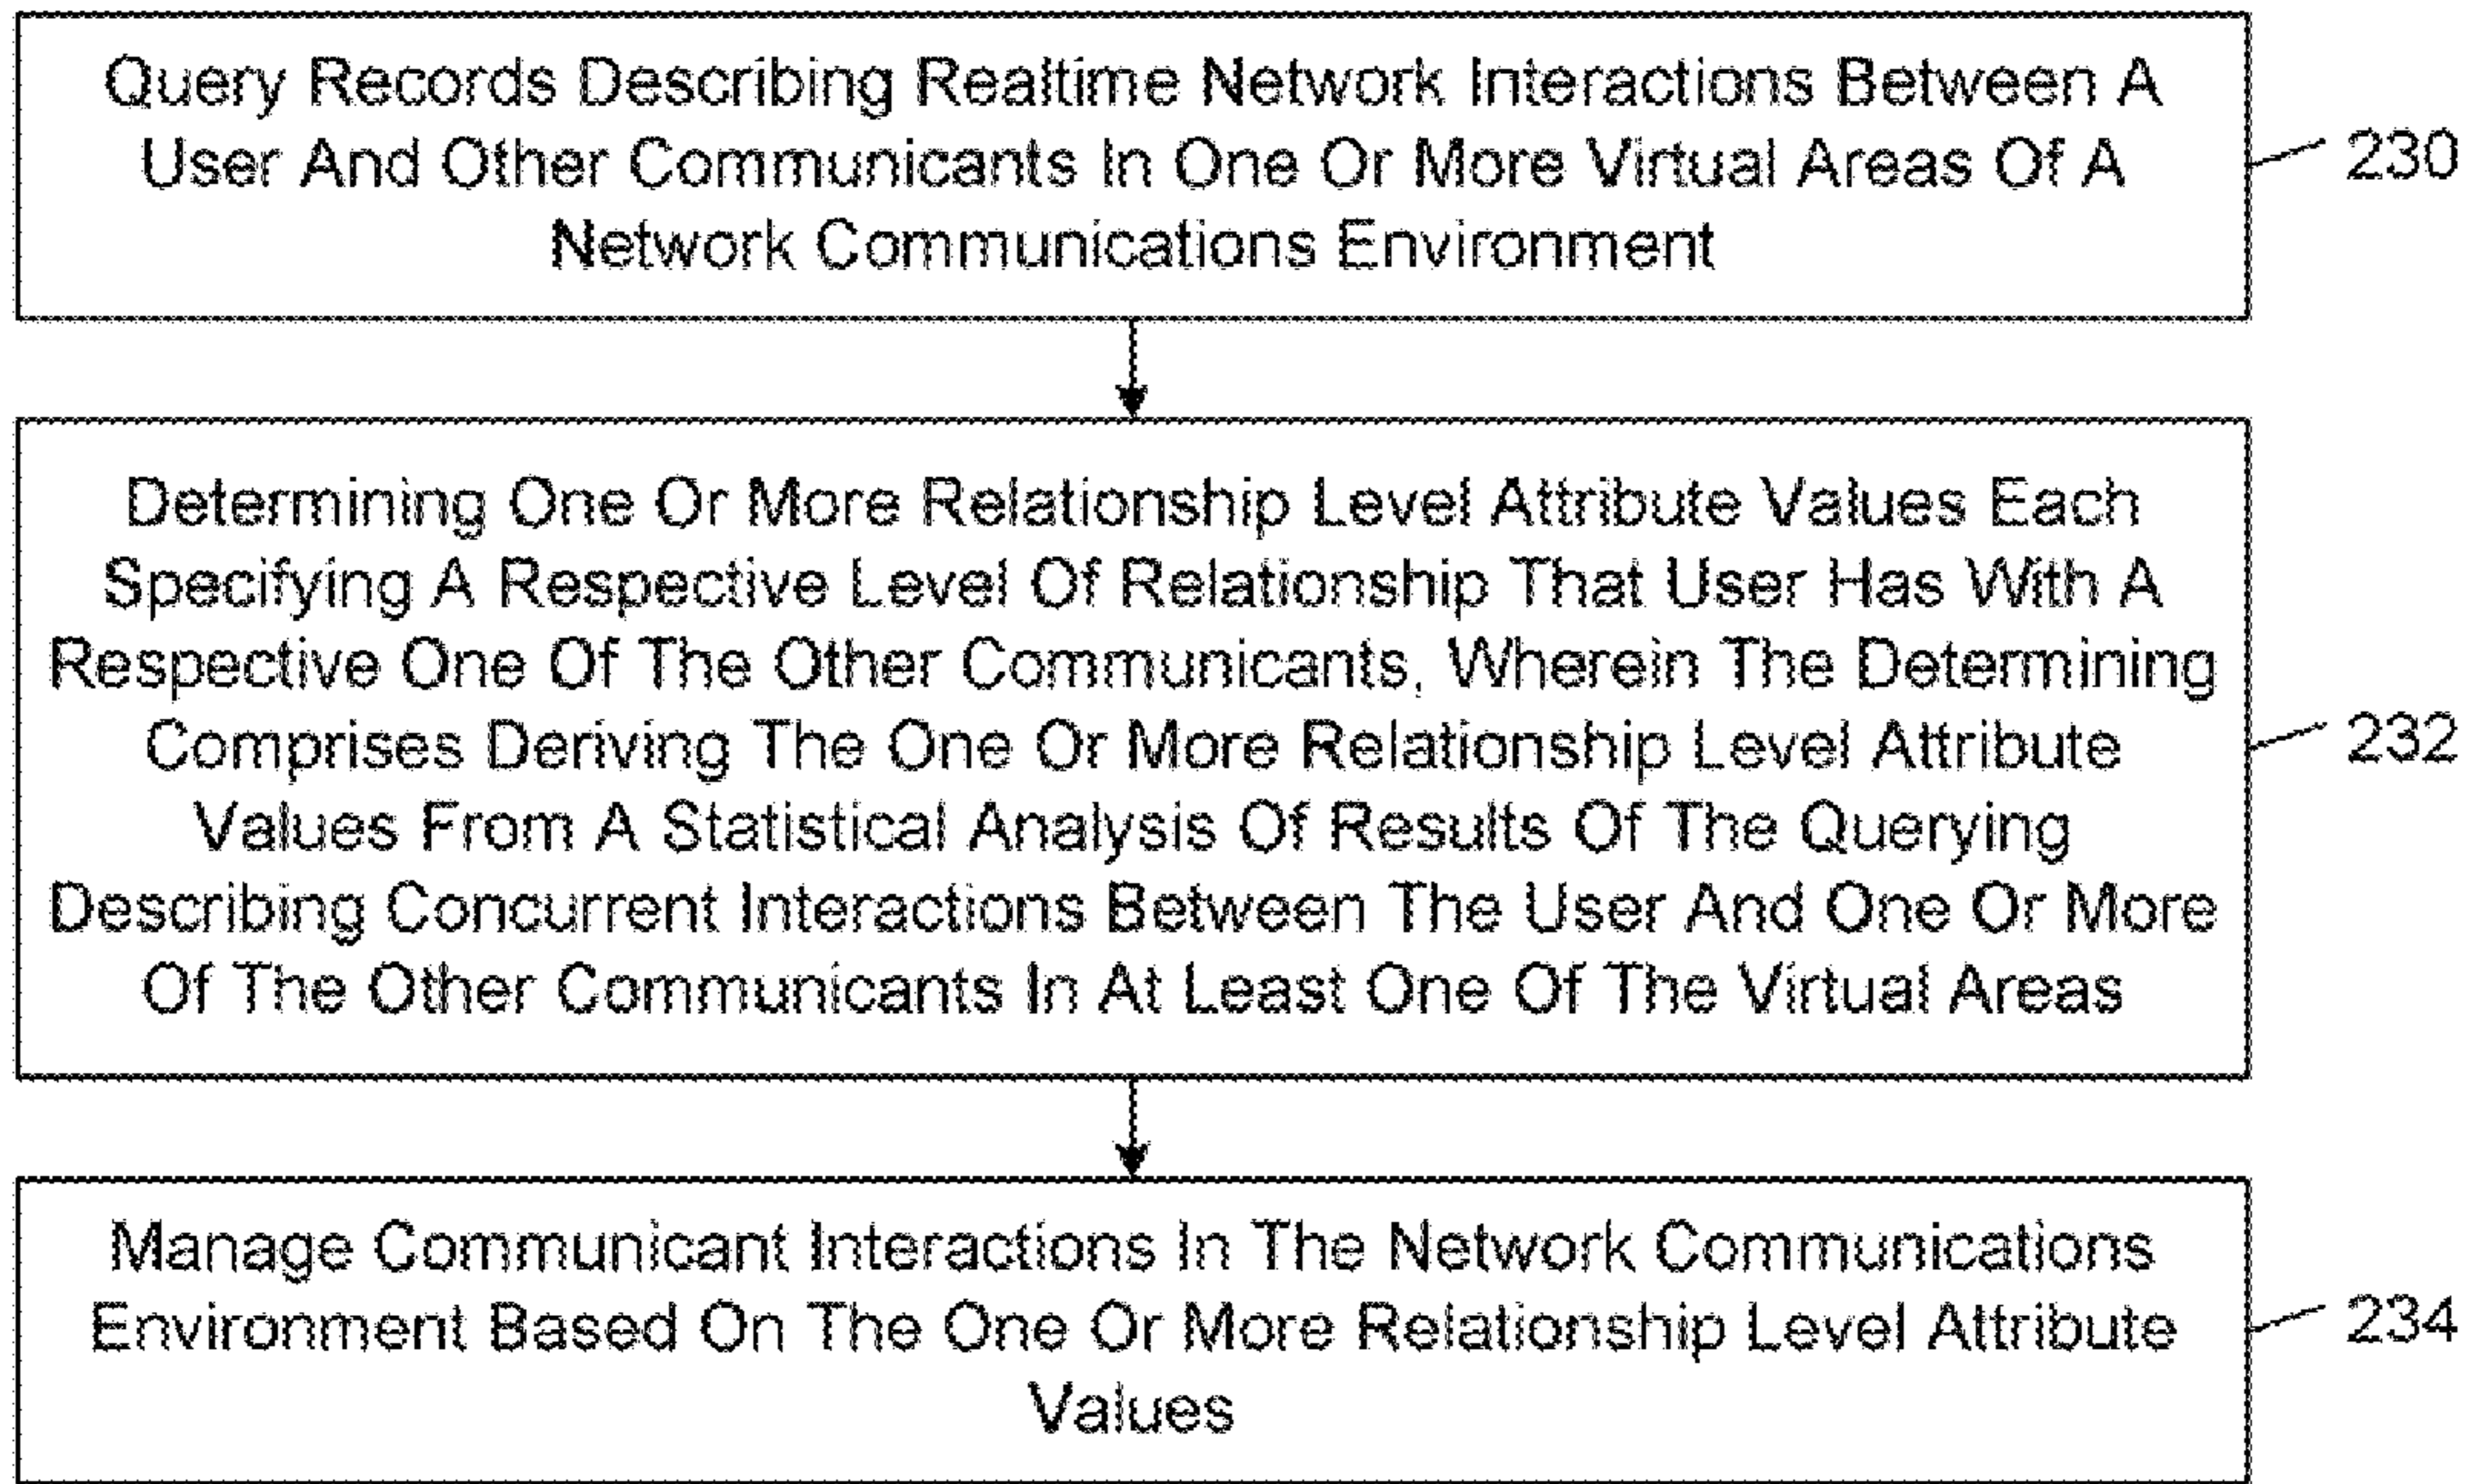 Query Records Describing Realtime Network Interactions Between A
User And Other Communicants In One Or More Virtual Areas Of A
Network Communications Environment
230
Determining One Or More Relationship Level Attribute Values Each
Specifying A Respective Level Of Relationship That User Has With A
Respective One Of The Other Communicants, Wherein The Determining
Comprises Deriving The One Or More Relationship Level Attribute
Values From A Statistical Analysis Of Results Of The Querying
Describing Concurrent Interactions Between The User And One Or More
Of The Other Communicants In At Least One Of The Virtual Areas
232
Manage Communicant Interactions In The Network Communications
Environment Based On The One Or More Relationship Level Attribute
Values
234